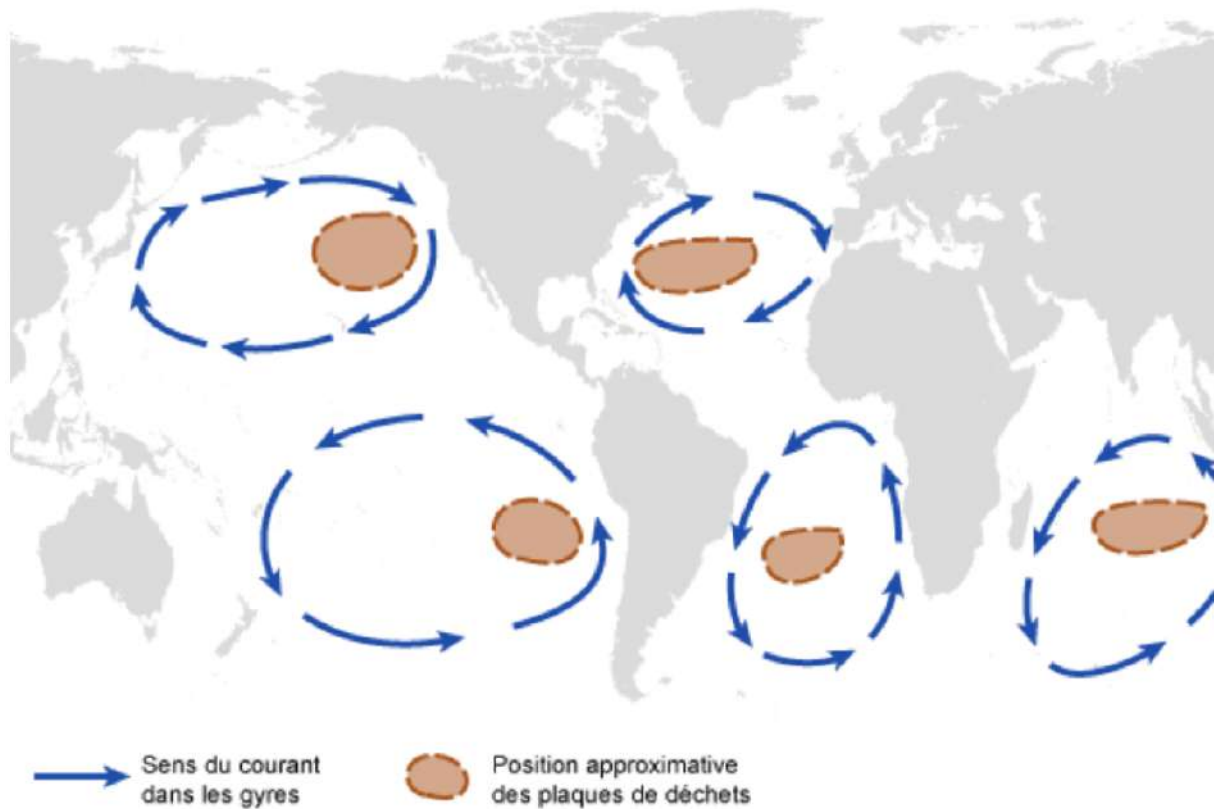 Sens du courant
dans les gyres
Position approximative
des plaques de déchets